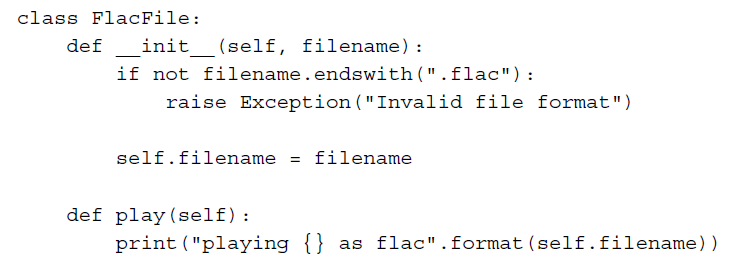 class FlacFile:
    def __init__(self, filename):
        if not filename.endswith(".flac"):
            raise Exception("Invalid file format")

        self.filename = filename

    def play(self):
        print("playing {} as flac".format(self.filename))